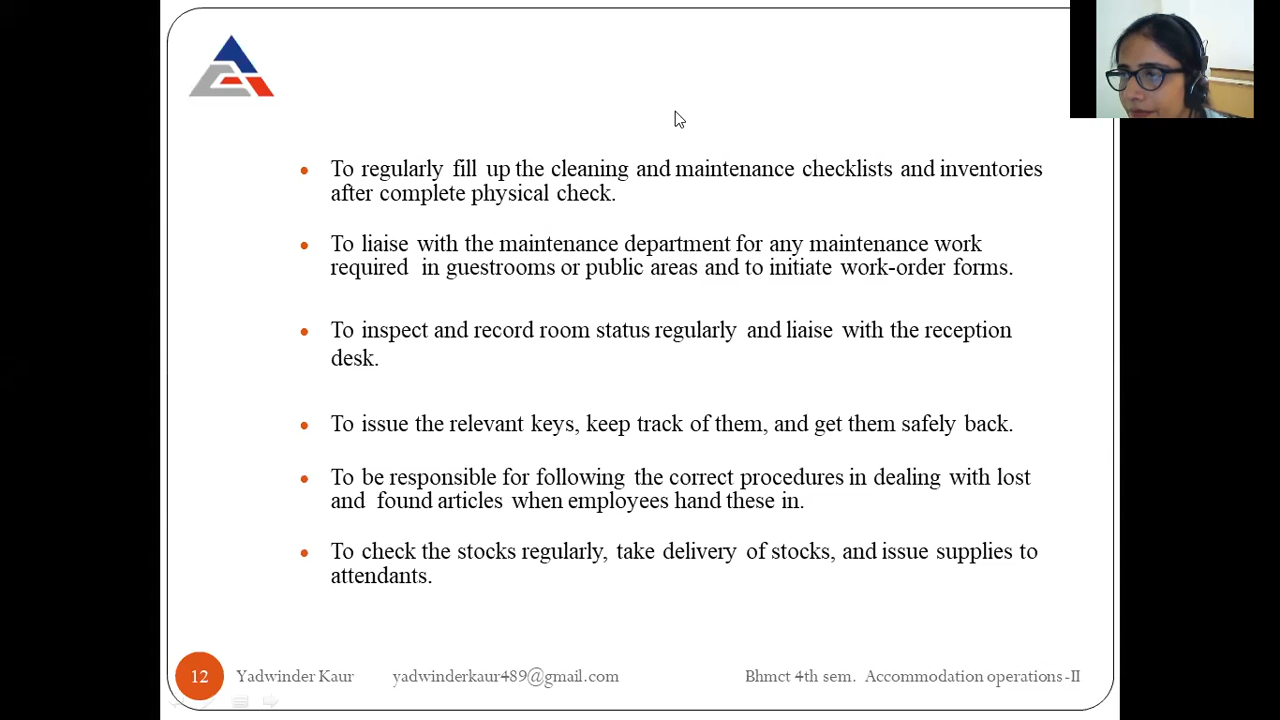 To regularly fill up the cleaning and maintenance checklists and inventories
after complete physical check.
To liaise with the maintenance department for any maintenance work
required in guestrooms or public areas and to initiate work-order forms.
To inspect and record room status regularly and liaise with the reception
desk.
To issue the relevant keys, keep track of them, and get them safely back.
To be responsible for following the correct procedures in dealing with lost
and found articles when employees hand these in.
To check the stocks regularly, take delivery of stocks, and issue supplies to
attendants.
12 Yadwinder Kaur yadwinderkaur489@gmail.com Bhmct 4th sem. Accommodation operations -II